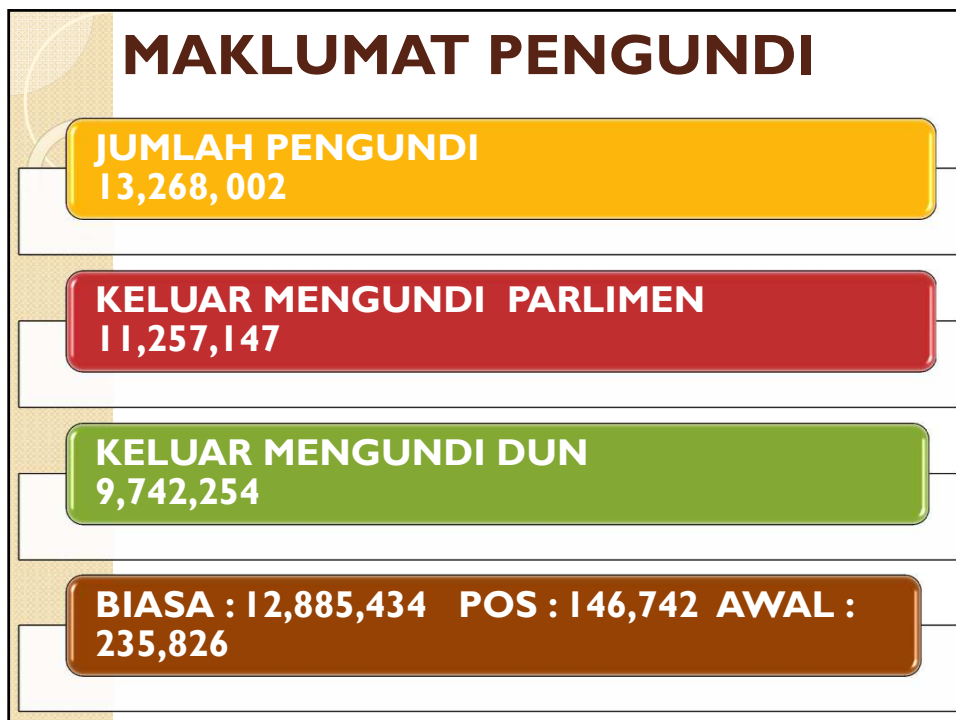 MAKLUMAT PENGUNDI
JUMLAH PENGUNDI
13,268, 002
KELUAR MENGUNDI  PARLIMEN
11,257,147
KELUAR MENGUNDI DUN
9,742,254
BIASA : 12,885,434   POS : 146,742  AWAL :
235,826